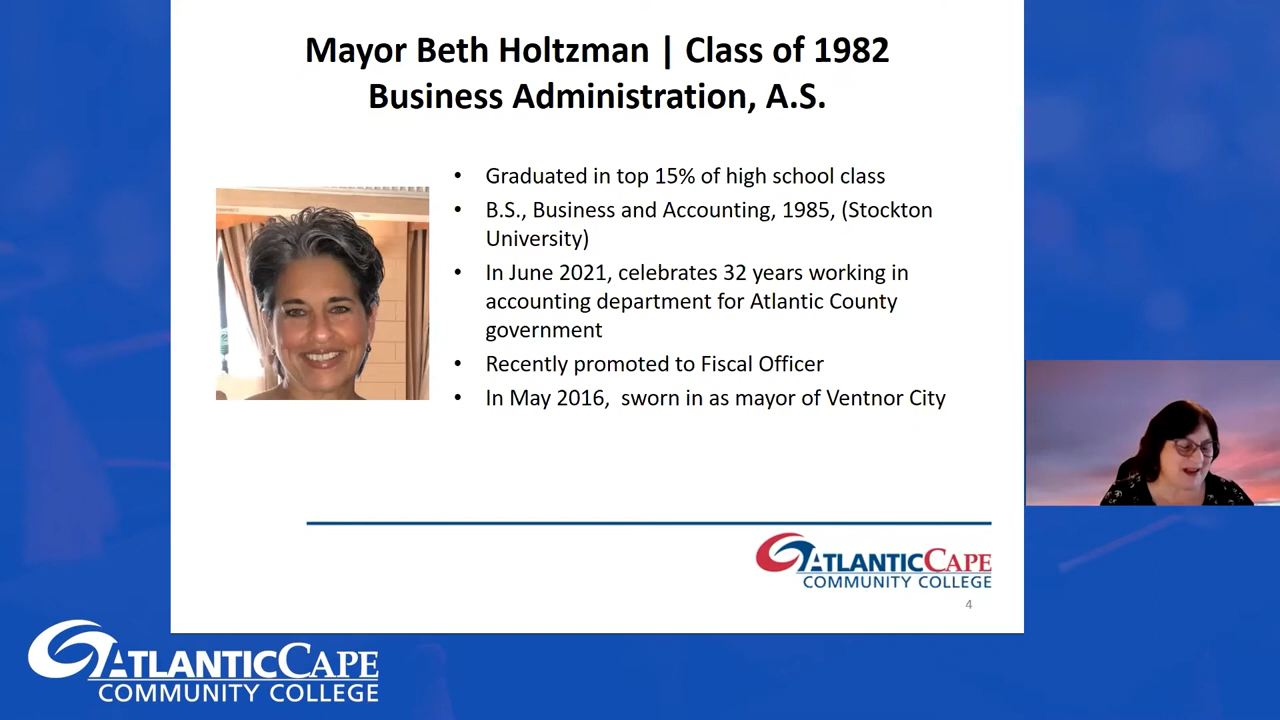 Mayor Beth Holtzman | Class of 1982
Business Administration, A.S.
• Graduated in top 15% of high school class
• B.S., Business and Accounting, 1985, (Stockton
University)
• In June 2021, celebrates 32 years working in
accounting department for Atlantic County
government
• Recently promoted to Fiscal Officer
• In May 2016,  sworn in as mayor of Ventnor City
ATLANTICCAPE
COMMUNITY COLLEGE
4
ATLANTICCAPE
COMMUNITY COLLEGE